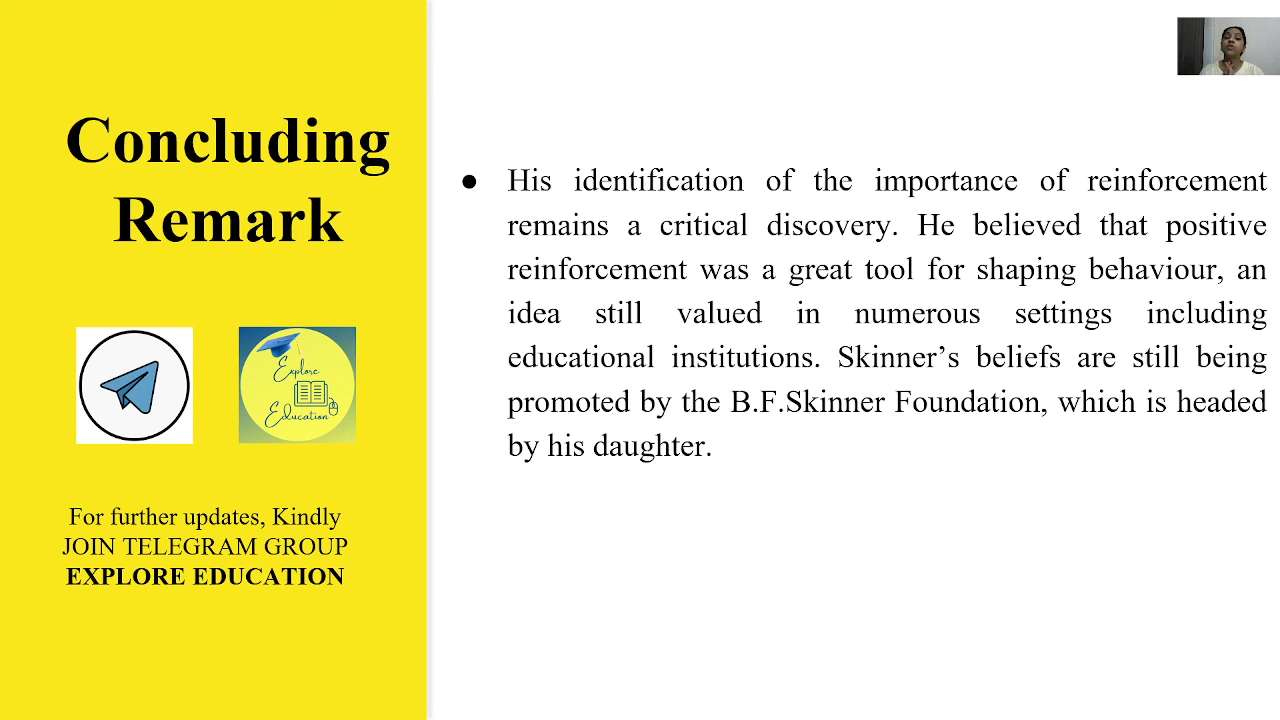 Concluding
Remark
Explore
Education
For further updates, Kindly
JOIN TELEGRAM GROUP
EXPLORE EDUCATION
● His identification of the importance of reinforcement
remains a critical discovery. He believed that positive
reinforcement was a great tool for shaping behaviour, an
idea still valued in numerous settings including
educational institutions. Skinner’s beliefs are still being
promoted by the B.F.Skinner Foundation, which is headed
by his daughter.